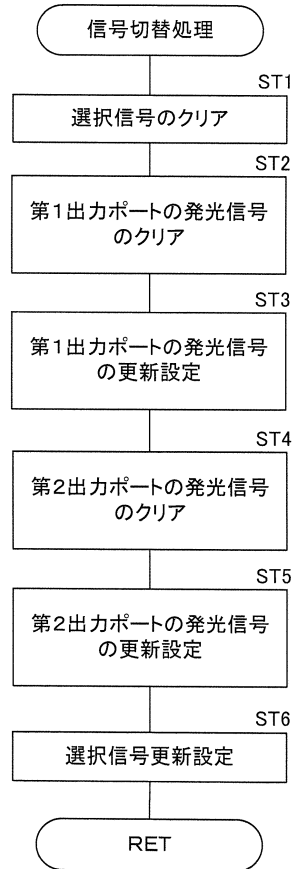 信号切替処理
ST1
選択信号のクリア
ST2
第1出力ポートの発光信号
のクリア
ST3
第1出力ポートの発光信号
の更新設定
ST4
第2出力ポートの発光信号
のクリア
ST5
第2出力ポートの発光信号
の更新設定
ST6
選択信号更新設定
RET